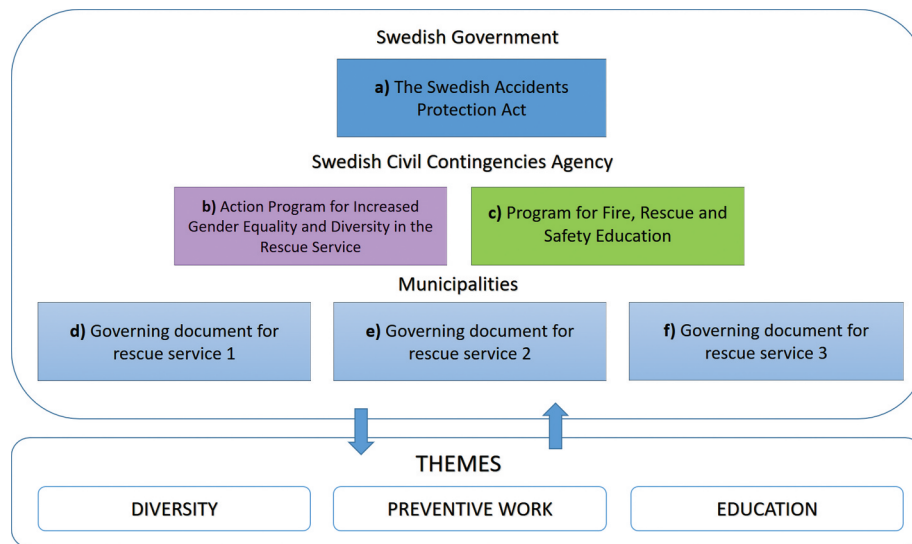 Swedish Government
a) The Swedish Accidents
Protection Act
Swedish Civil Contingencies Agency
b) Action Program for Increased
Gender Equality and Diversity in the
Rescue Service
c) Program for Fire, Rescue and
Safety Education
Municipalities
d) Governing document for
rescue service 1
e) Governing document for
rescue service 2
f) Governing document for
rescue service 3
THEMES
DIVERSITY
PREVENTIVE WORK
EDUCATION